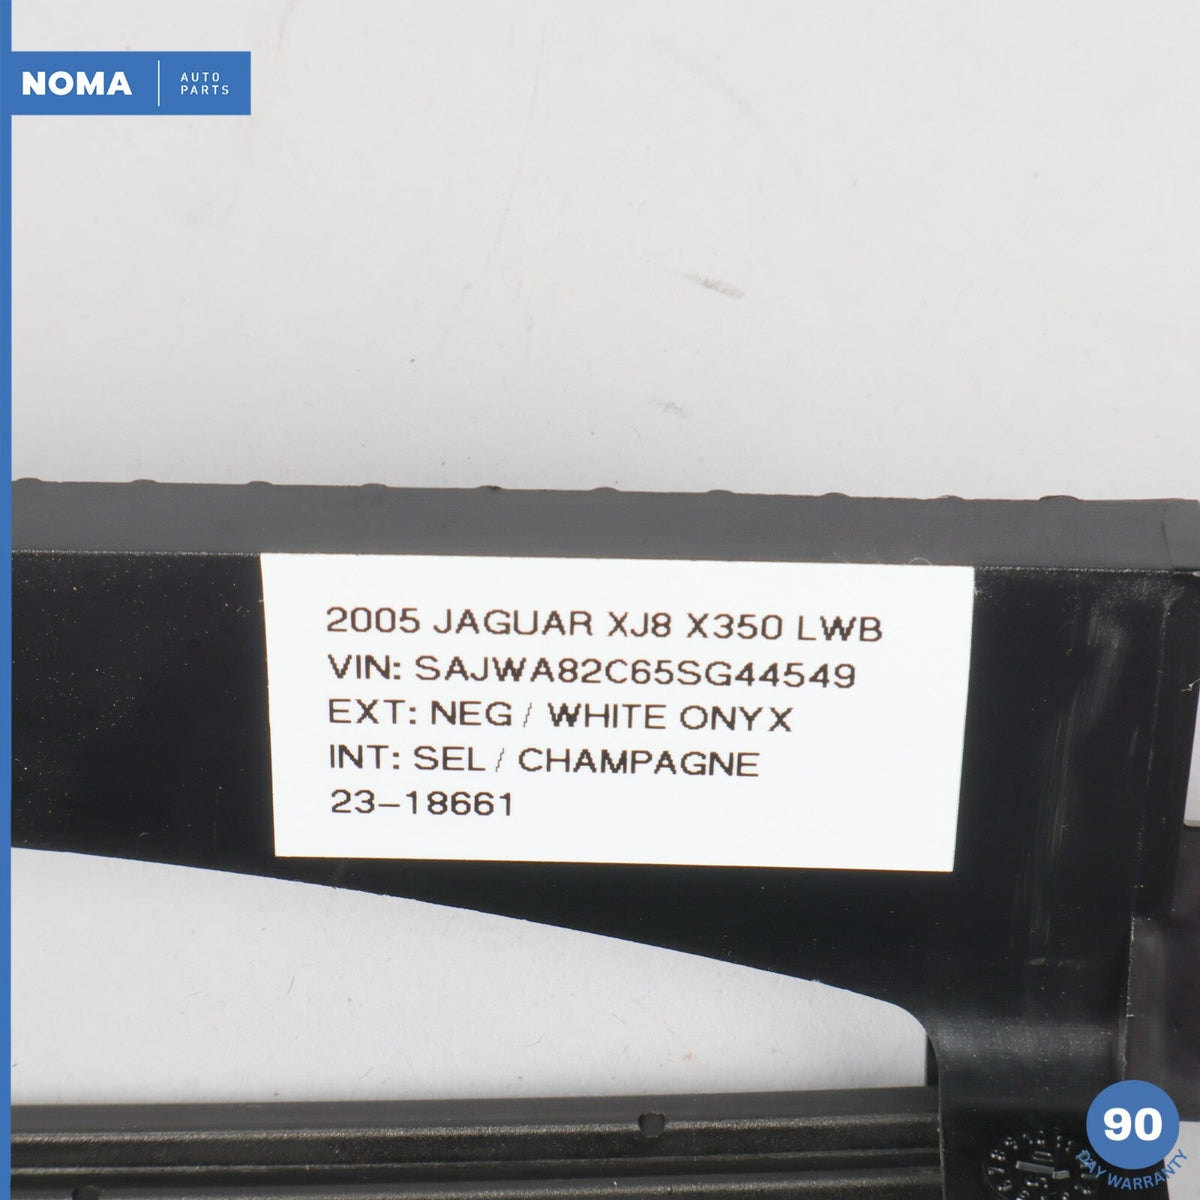 NOMA
AUTO
PARTS
2005 JAGUAR XJ8 X350 LWB
VIN: SAJWA82C65SG44549
EXT: NEG / WHITE ONYX
INT: SEL / CHAMPAGNE
23-18661
90
DAY WARRANTY